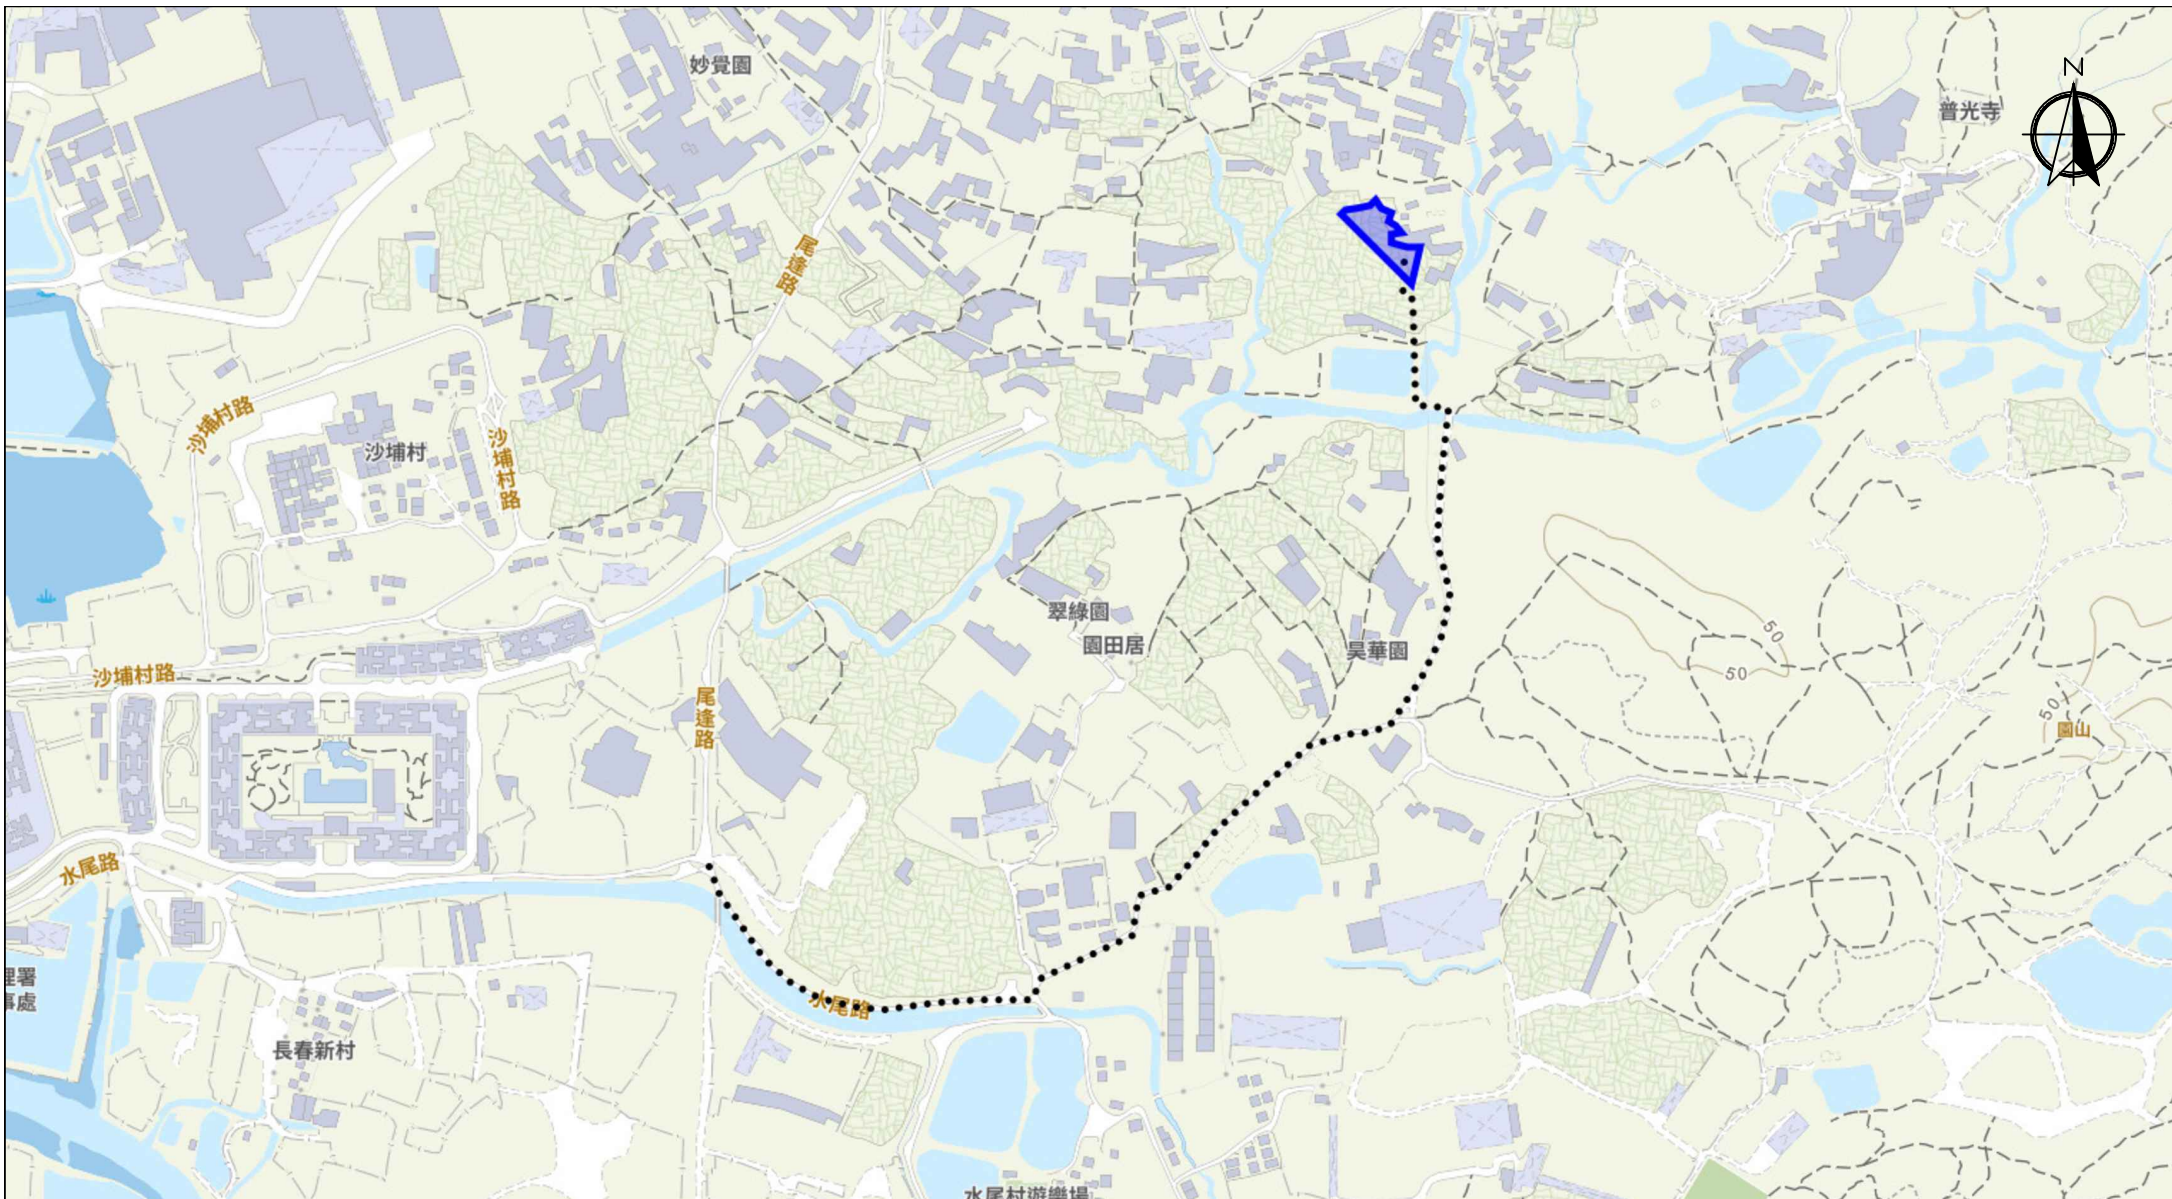 妙覺園
N
普光寺
尾逢路
沙埔村路
沙埔村
沙埔村路
翠綠園
園田居
昊華園
50
50
50
圓山
沙埔村路
尾逢路
水尾路
理署
事處
水尾路
長春新村
水尾村遊樂場